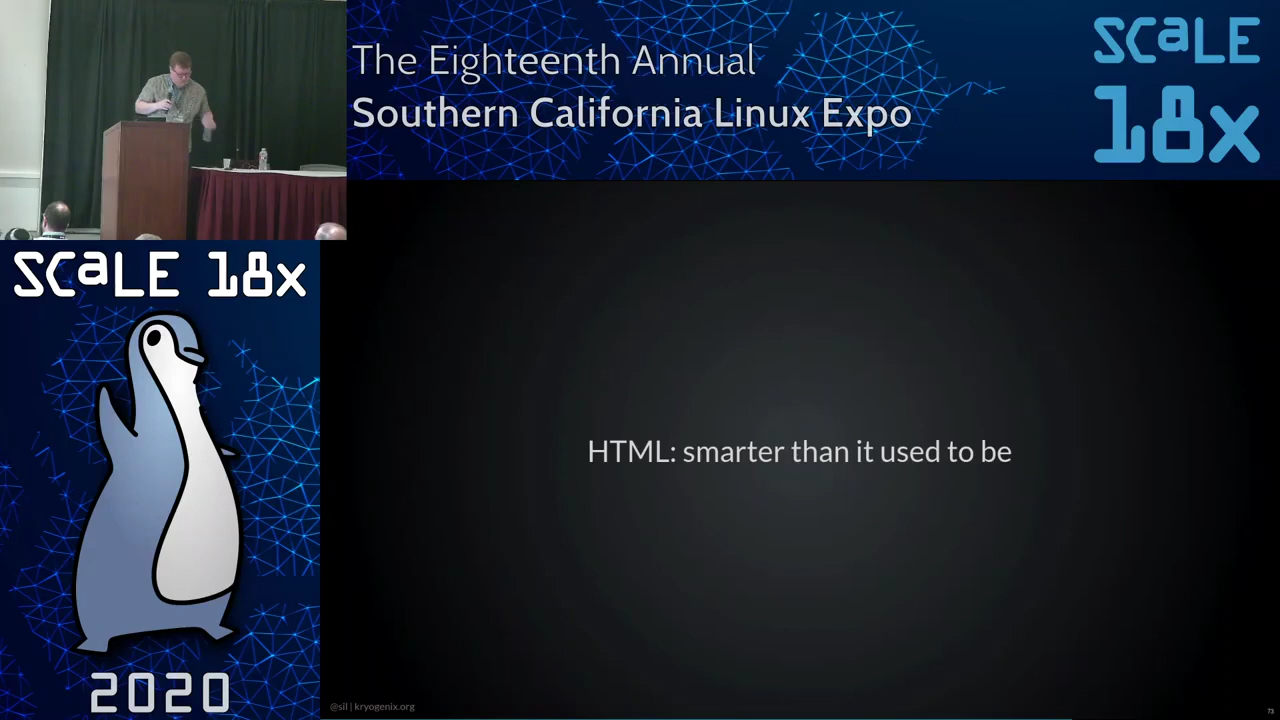 The Eighteenth Annual
Southern California Linux Expo
SCaLE
18x
SCaLE 18x
2020
HTML: smarter than it used to be
@sil | kryogenix.org
73